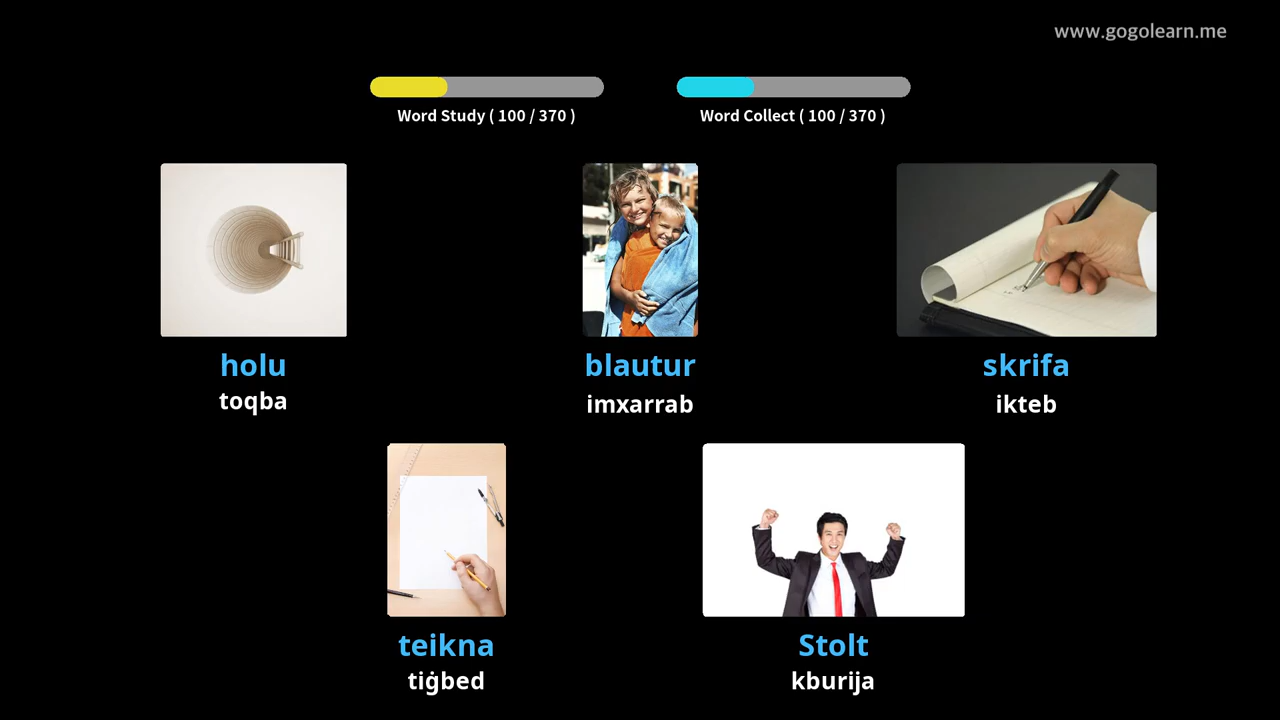 www.gogolearn.me
Word Study ( 100 / 370 )
Word Collect ( 100 / 370 )
holu
toqba
blautur
imxarrab
skrifa
ikteb
teikna
tiġbed
Stolt
kburija